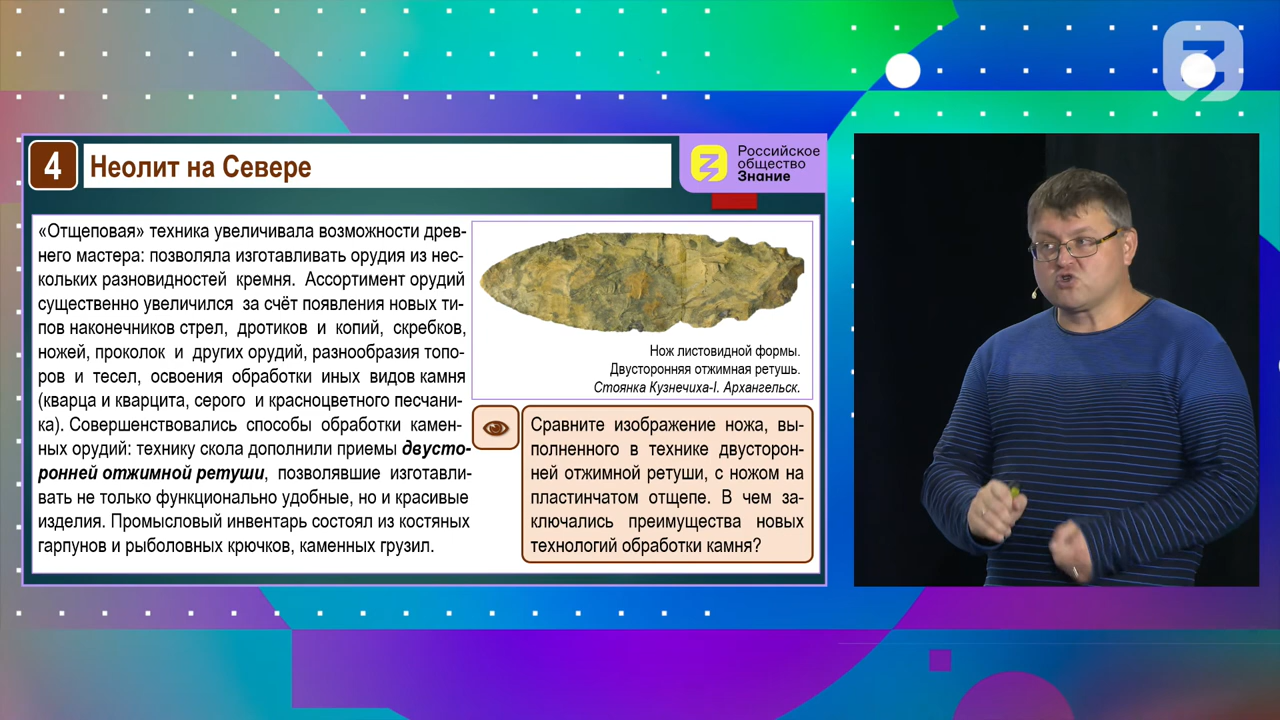 4
Неолит на Севере
Российское
общество
Знание
«Отщеповая» техника увеличивала возможности древ-
него мастера: позволяла изготавливать орудия из нес-
кольких разновидностей кремня. Ассортимент орудий
существенно увеличился за счёт появления новых ти-
пов наконечников стрел, дротиков и копий, скребков,
ножей, проколок и других орудий, разнообразия топо-
ров и тесел, освоения обработки иных видов камня
(кварца и кварцита, серого и красноцветного песчани-
ка). Совершенствовались способы обработки камен-
ных орудий: технику скола дополнили приемы двусто-
ронней отжимной ретуши, позволявшие изготавли-
вать не только функционально удобные, но и красивые
изделия. Промысловый инвентарь состоял из костяных
гарпунов и рыболовных крючков, каменных грузил.
Нож листовидной формы.
Двусторонняя отжимная ретушь.
Стоянка Кузнечиха-I. Архангельск.
Сравните изображение ножа, вы-
полненного в технике двусторон-
ней отжимной ретуши, с ножом на
пластинчатом отщепе. В чем за-
ключались преимущества новых
технологий обработки камня?